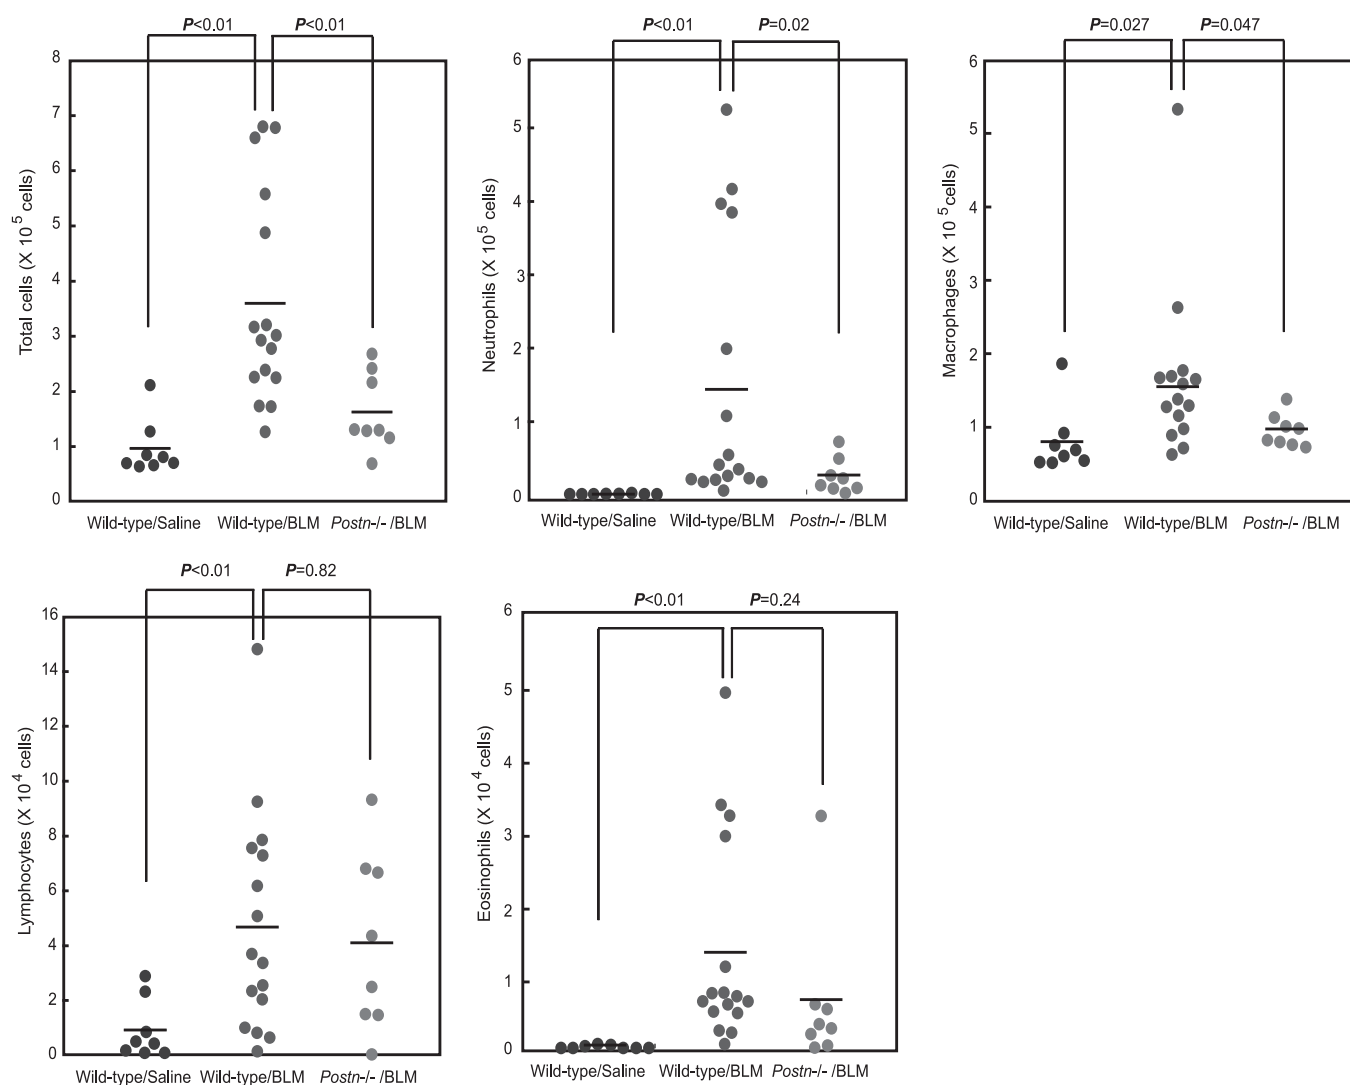 P<0.01 P<0.01
8
7
6
5
4
3
2
1
0
Total cells (X 10 5 cells)
Wild-type/Saline Wild-type/BLM Postn-/- /BLM
P<0.01 P=0.02
6
5
4
3
2
1
0
Neutrophils (X 10 5 cells)
Wild-type/Saline Wild-type/BLM Postn-/- /BLM
P=0.027 P=0.047
6
5
4
3
2
1
0
Macrophages (X 10 5 cells)
Wild-type/Saline Wild-type/BLM Postn-/- /BLM
P<0.01 P=0.82
16
14
12
10
8
6
4
2
0
Lymphocytes (X 10 4 cells)
Wild-type/Saline Wild-type/BLM Postn-/- /BLM
P<0.01 P=0.24
6
5
4
3
2
1
0
Eosinophils (X 10 4 cells)
Wild-type/Saline Wild-type/BLM Postn-/- /BLM